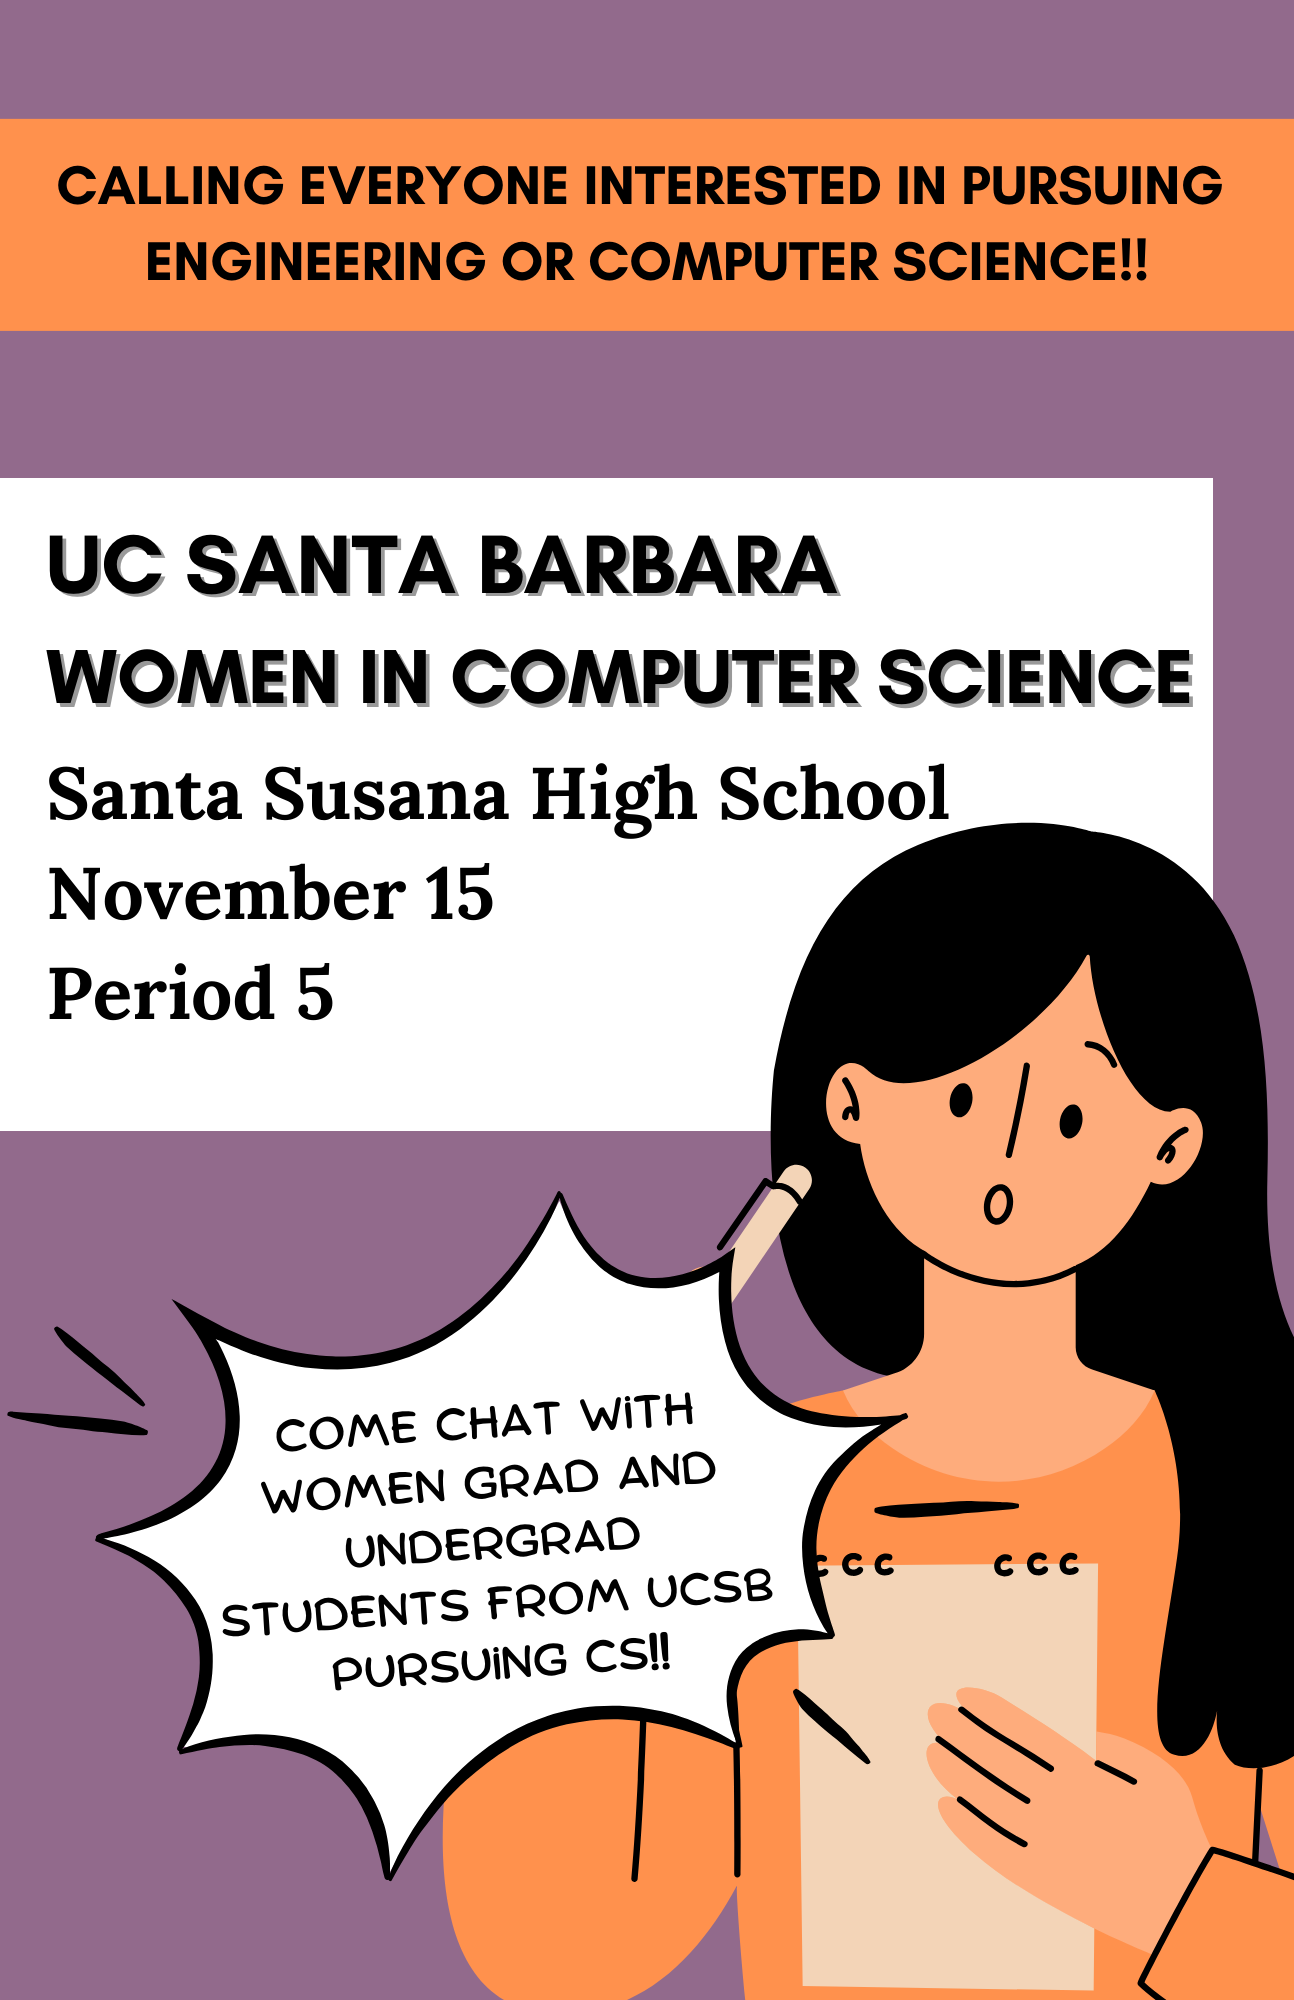 CALLING EVERYONE INTERESTED IN PURSUING
ENGINEERING OR COMPUTER SCIENCE!!
UC SANTA BARBARA
WOMEN IN COMPUTER SCIENCE
Santa Susana High School
November 15
Period 5
COME CHAT WITH
WOMEN GRAD AND
UNDERGRAD
STUDENTS FROM UCSB
PURSUING CS!!